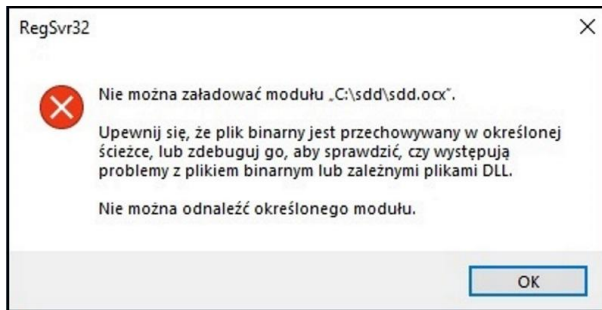 RegSvr32
Nie można załadować modułu „C:\sdd\sdd.ocx”.
Upewnij się, że plik binarny jest przechowywany w określonej
ścieżce, lub zdebuguj go, aby sprawdzić, czy występują
problemy z plikiem binarnym lub zależnymi plikami DLL.
Nie można odnaleźć określonego modułu.
OK